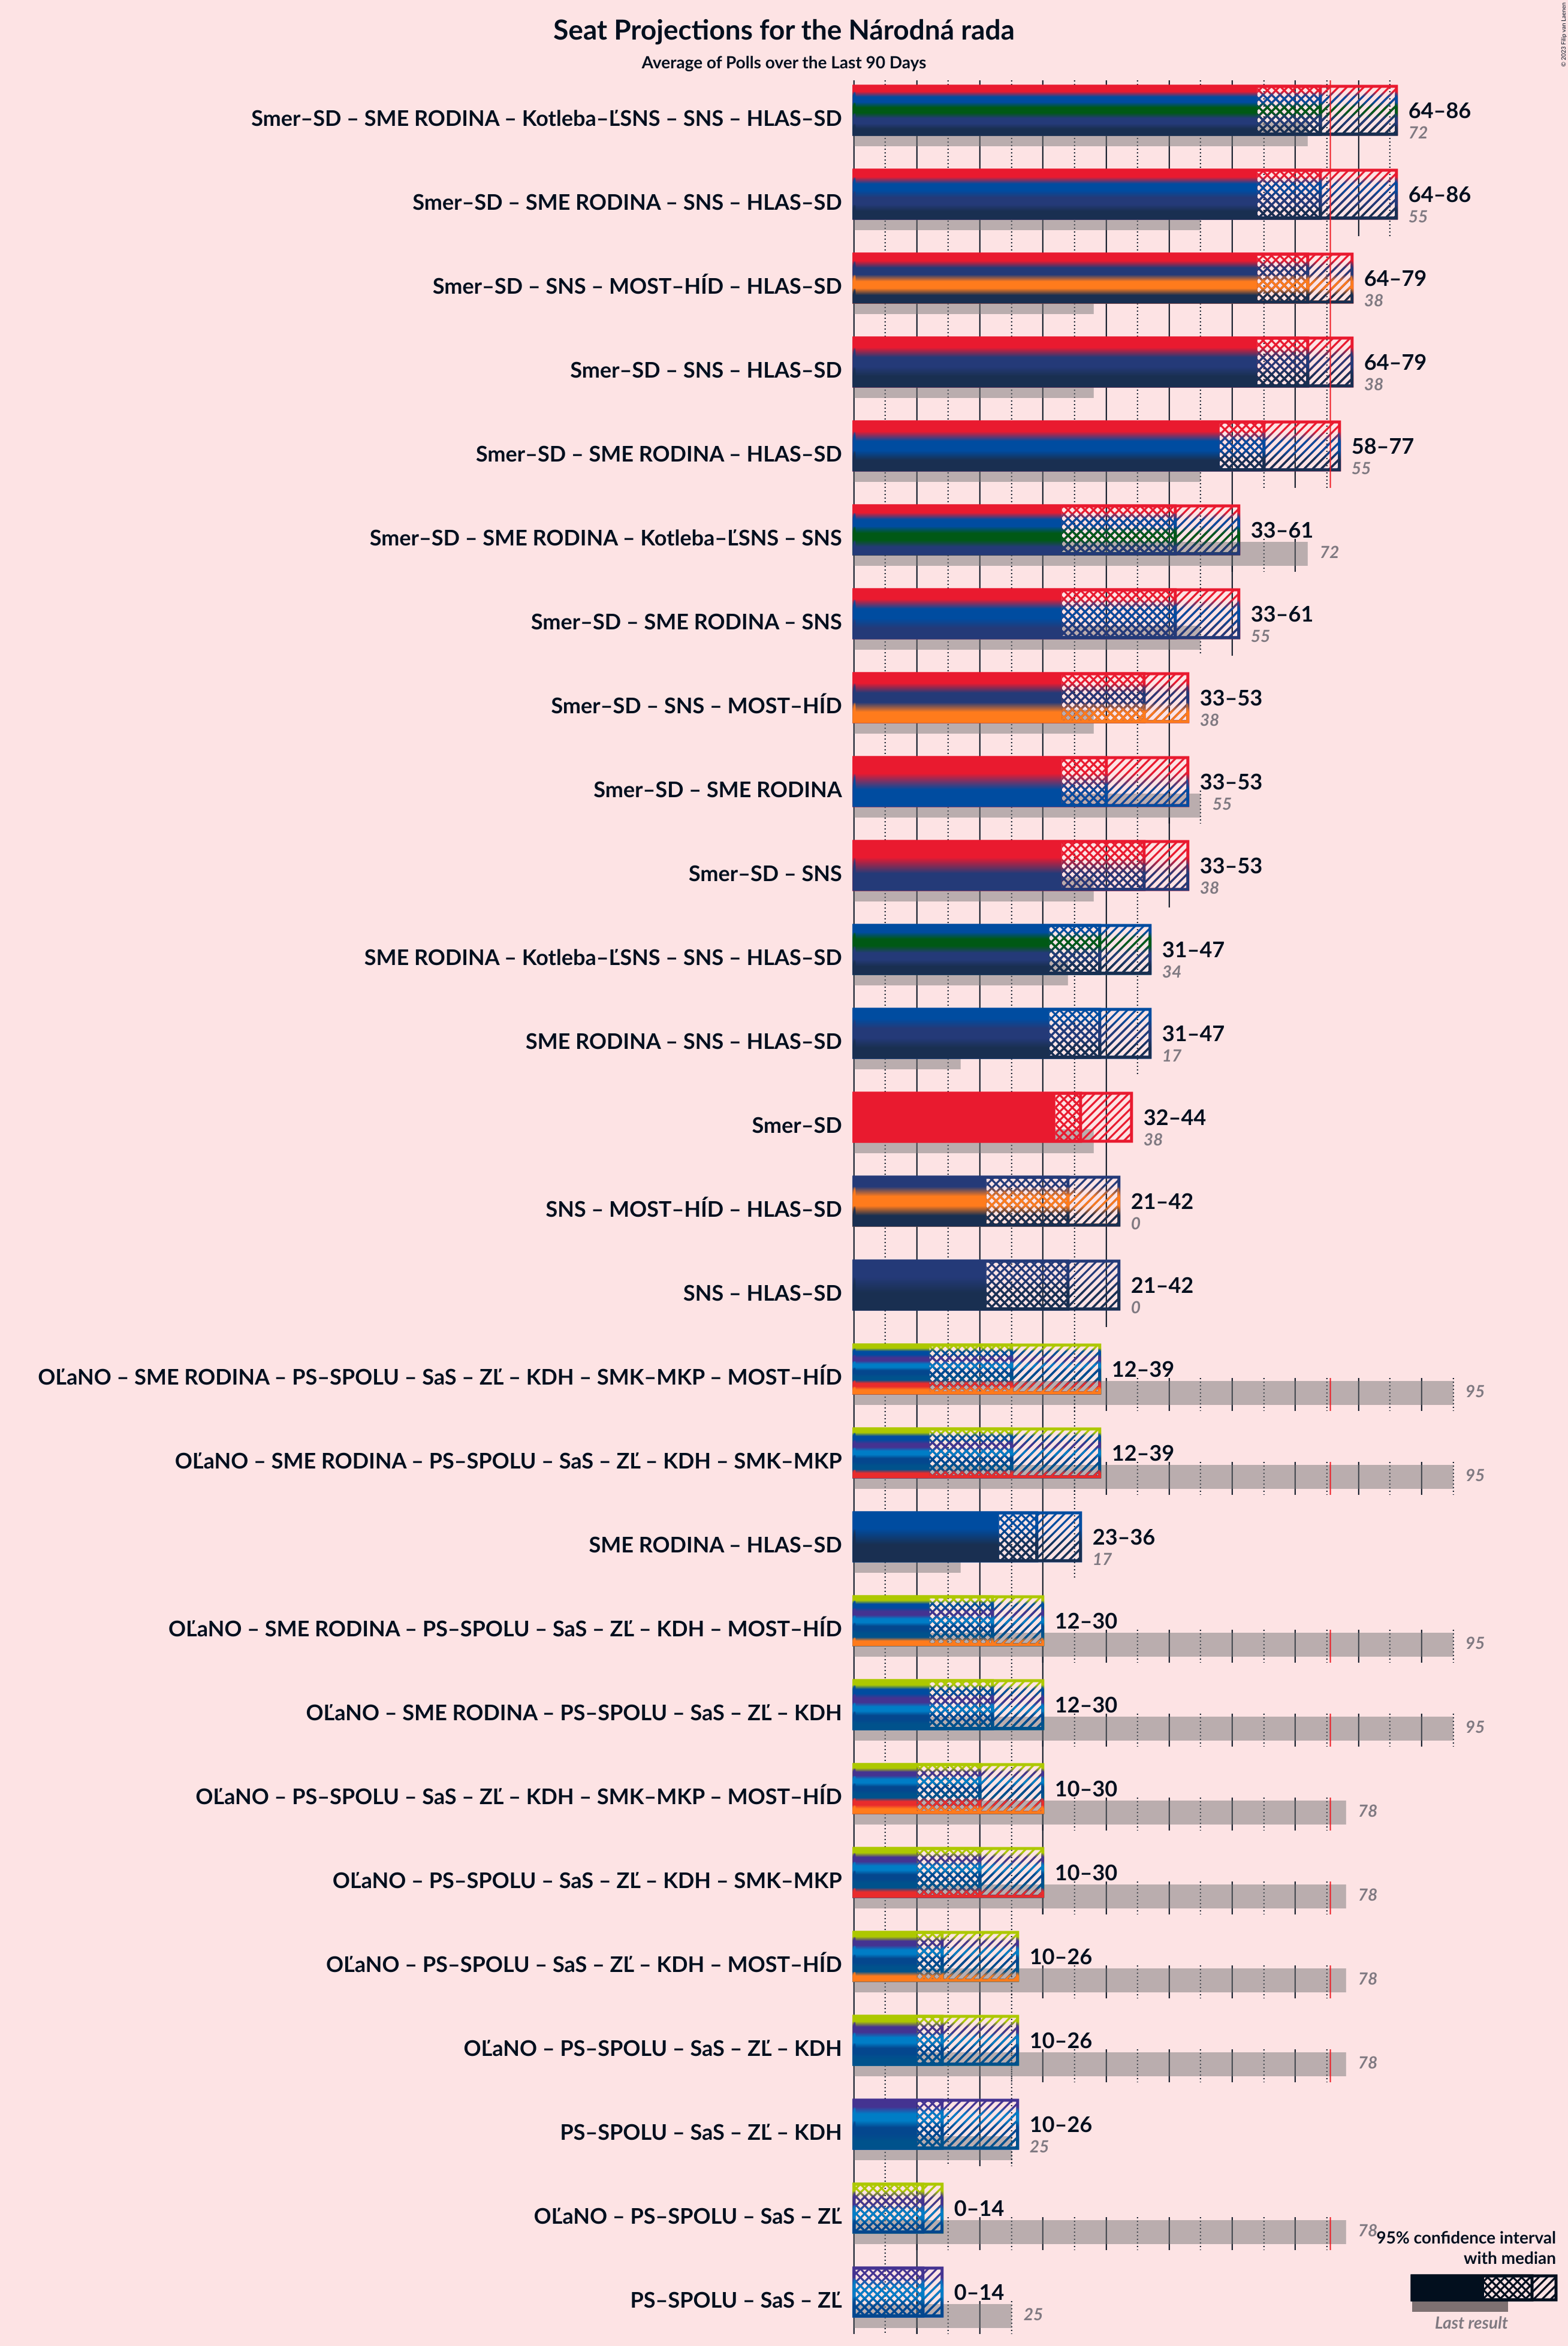 Seat Projections for the Národná rada
Average of Polls over the Last 90 Days
© 2023 Filip van Laenen
Smer–SD – SME RODINA – Kotleba–ĽSNS – SNS – HLAS–SD
64–86
72
Smer–SD – SME RODINA – SNS – HLAS–SD
64–86
55
Smer–SD – SNS – MOST–HÍD – HLAS–SD
64–79
38
Smer–SD – SNS – HLAS–SD
64–79
38
Smer–SD – SME RODINA – HLAS–SD
58–77
55
Smer–SD – SME RODINA – Kotleba–ĽSNS – SNS
33–61
72
Smer–SD – SME RODINA – SNS
33–61
55
Smer–SD – SNS – MOST–HÍD
33–53
38
Smer–SD – SME RODINA
33–53
55
Smer–SD – SNS
33–53
38
SME RODINA – Kotleba–ĽSNS – SNS – HLAS–SD
31–47
34
SME RODINA – SNS – HLAS–SD
31–47
17
Smer–SD
32–44
38
SNS – MOST–HÍD – HLAS–SD
21–42
0
SNS – HLAS–SD
21–42
0
OĽaNO – SME RODINA – PS–SPOLU – SaS – ZĽ – KDH – SMK–MKP – MOST–HÍD
12–39
95
OĽaNO – SME RODINA – PS–SPOLU – SaS – ZĽ – KDH – SMK–MKP
12–39
95
SME RODINA – HLAS–SD
23–36
17
OĽaNO – SME RODINA – PS–SPOLU – SaS – ZĽ – KDH – MOST–HÍD
12–30
95
OĽaNO – SME RODINA – PS–SPOLU – SaS – ZĽ – KDH
12–30
95
OĽaNO – PS–SPOLU – SaS – ZĽ – KDH – SMK–MKP – MOST–HÍD
10–30
78
OĽaNO – PS–SPOLU – SaS – ZĽ – KDH – SMK–MKP
10–30
78
OĽaNO – PS–SPOLU – SaS – ZĽ – KDH – MOST–HÍD
10–26
78
OĽaNO – PS–SPOLU – SaS – ZĽ – KDH
10–26
78
PS–SPOLU – SaS – ZĽ – KDH
10–26
25
OĽaNO – PS–SPOLU – SaS – ZĽ
0–14
78
PS–SPOLU – SaS – ZĽ
0–14
25
95% confidence interval
with median
Last result